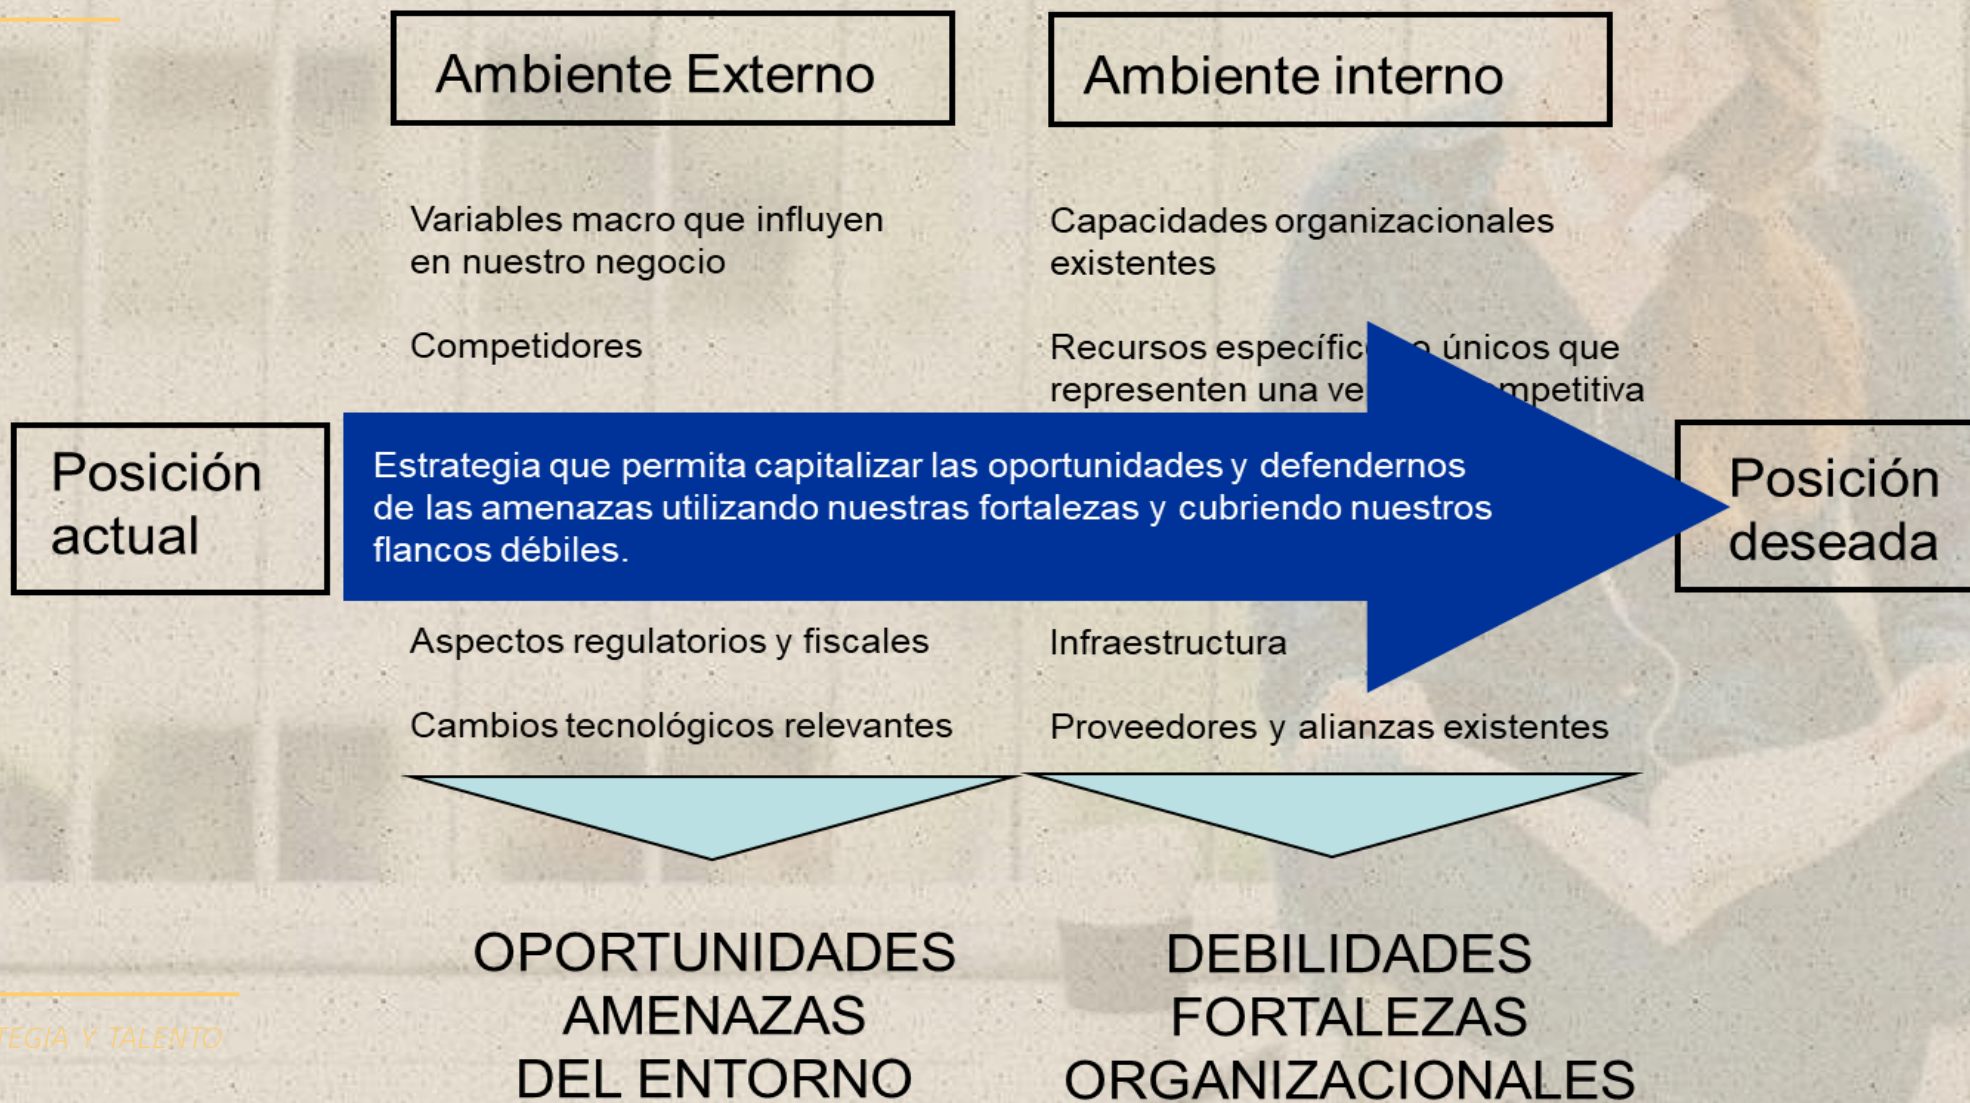 Ambiente Externo
Ambiente interno
Variables macro que influyen
en nuestro negocio
Competidores
Capacidades organizacionales
existentes
Recursos únicos que
representen una
Posición
actual
Estrategia que permita capitalizar las oportunidades y defendernos
de las amenazas utilizando nuestras fortalezas y cubriendo nuestros
flancos débiles.
Posición
deseada
Aspectos regulatorios y fiscales
Cambios tecnológicos relevantes
Infraestructura
Proveedores y alianzas existentes
OPORTUNIDADES
AMENAZAS
DEL ENTORNO
DEBILIDADES
FORTALEZAS
ORGANIZACIONALES
Y TALENTO